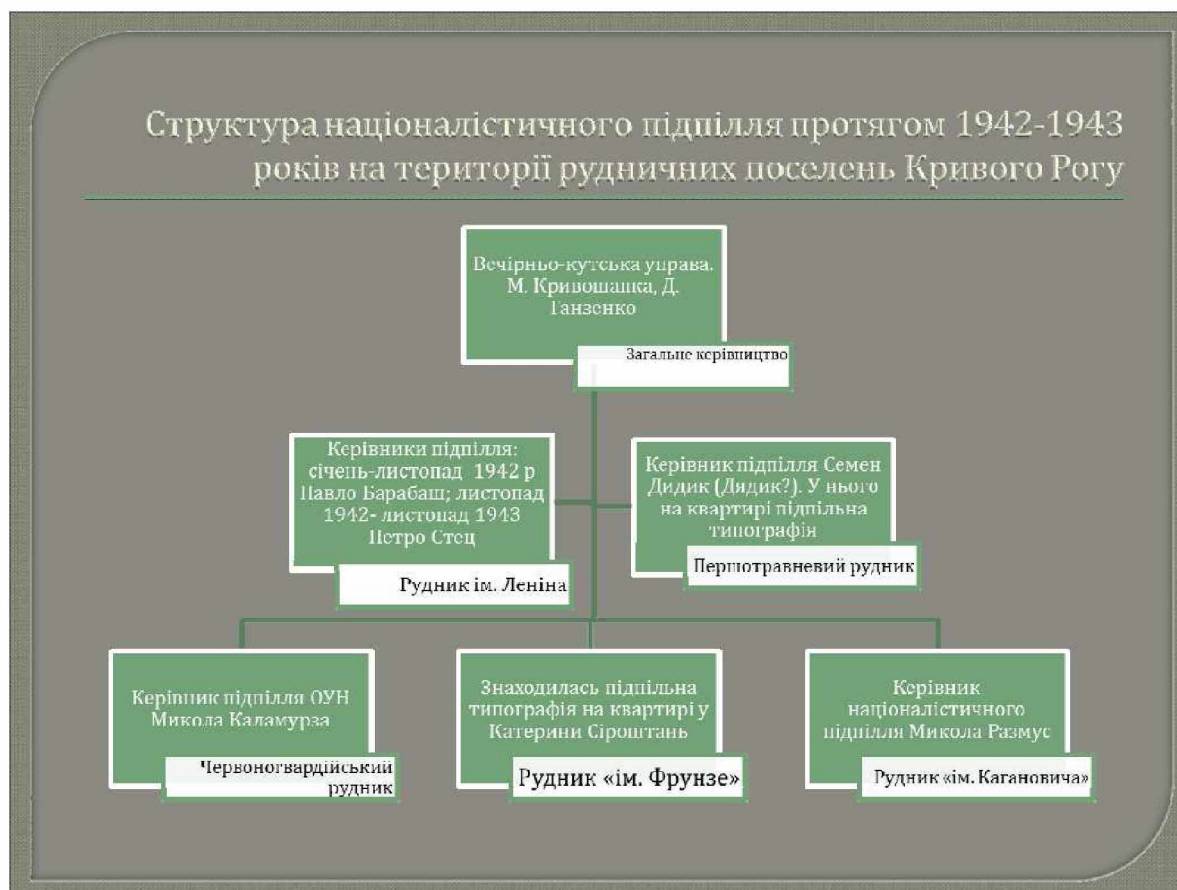 Структура націоналістичного підпілля протягом 1942-1943
років на території рудничних поселень Кривого Рогу
Вечірньо-кутська управа.
М. Кривошапка, Д.
Ганзенко
Загальне керівництво
Керівники підпілля:
січень-листопад 1942 р
Павло Барабаш; листопад
1942- листопад 1943
Петро Стец
Рудник ім. Леніна
Керівник підпілля Семен
Дидик (Дядик?). У нього
на квартирі підпільна
типографія
Першотравневий рудник
Керівник підпілля ОУН
Микола Каламурза
Червоногвардійський
рудник
Знаходилась підпільна
типографія на квартирі у
Катерини Сіроштань
Рудник «ім. Фрунзе»
Керівник
націоналістичного
підпілля Микола Размус
Рудник «ім. Кагановича»